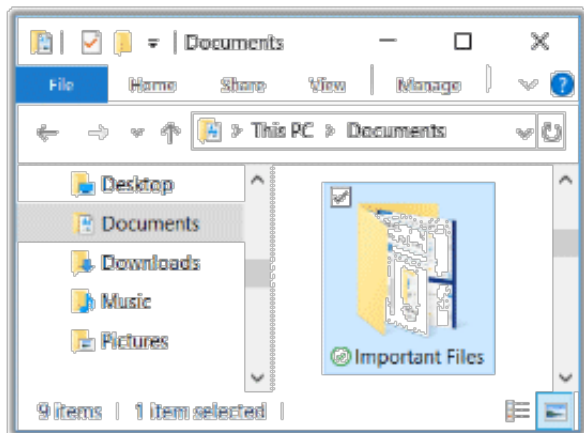 Documents
File Home Share View Manage
This PC Documents
Desktop
Documents
Downloads
Music
Pictures
Important Files
9 items 1 item selected